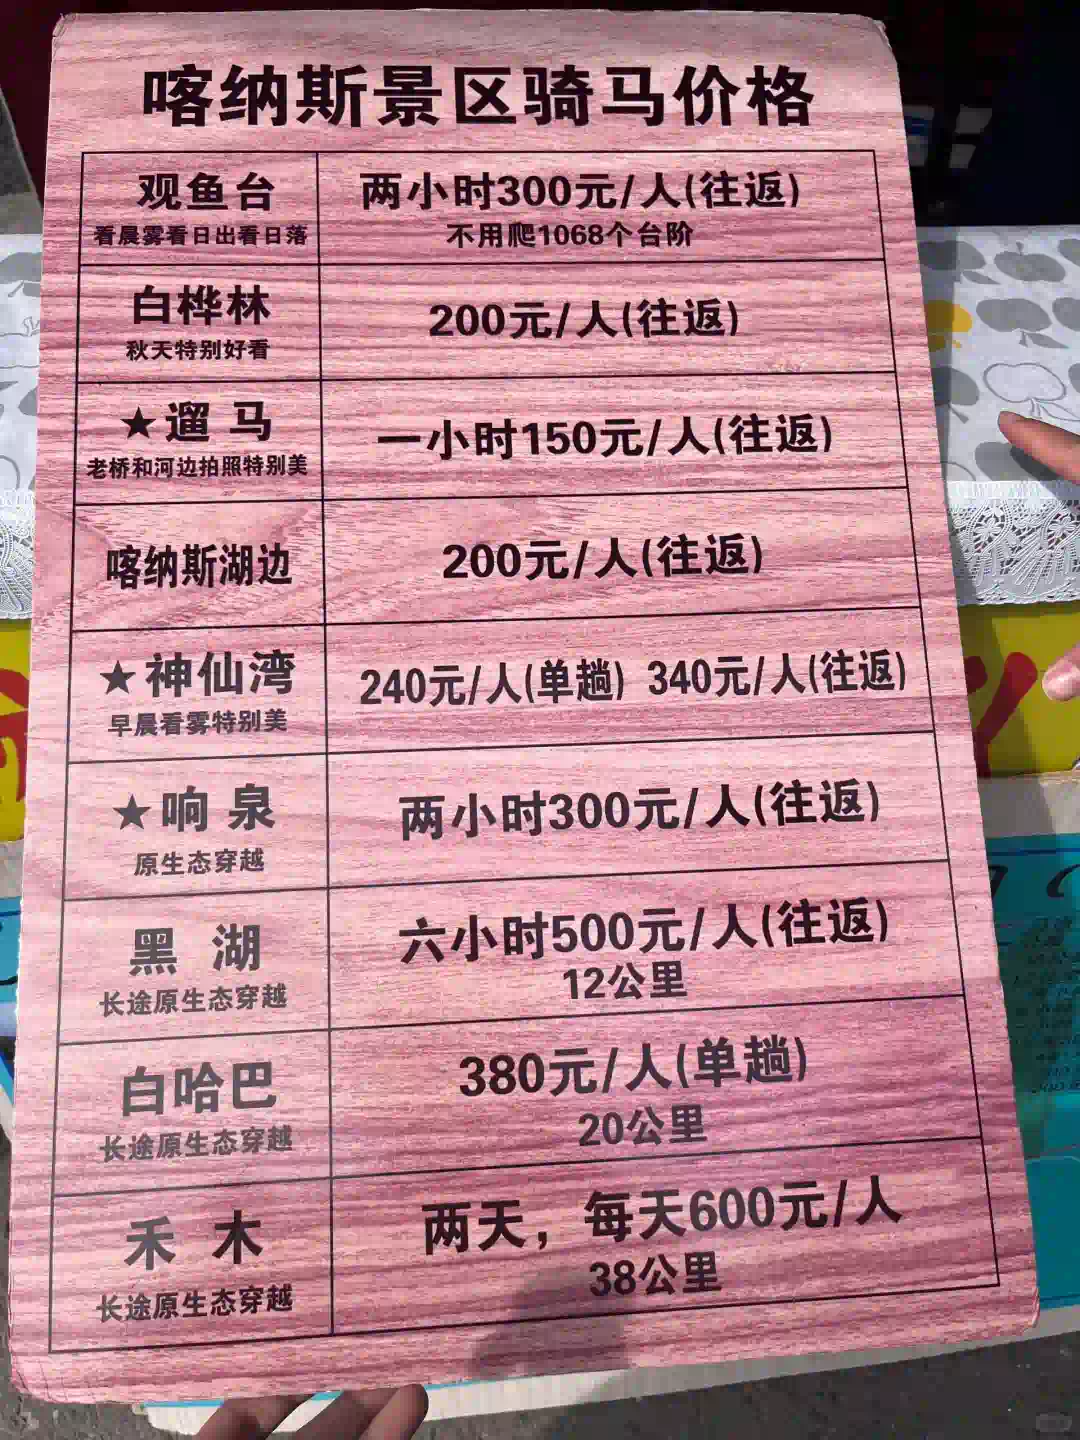 喀纳斯景区骑马价格
观鱼台
看晨雾看日出看日落
两小时300元/人(往返)
不用爬1068个台阶
白桦林
秋天特别好看
200元/人(往返)
★遛 马
老桥和河边拍照特别美
一小时150元/人(往返)
喀纳斯湖边
200元/人(往返)
★神仙湾
早晨看雾特别美
240元/人(单趟) 340元/人(往返)
★响 泉
原生态穿越
两小时300元/人(往返)
黑 湖
长途原生态穿越
六小时500元/人(往返)
12公里
白哈巴
长途原生态穿越
380元/人(单趟)
20公里
禾 木
长途原生态穿越
两天，每天600元/人
38公里